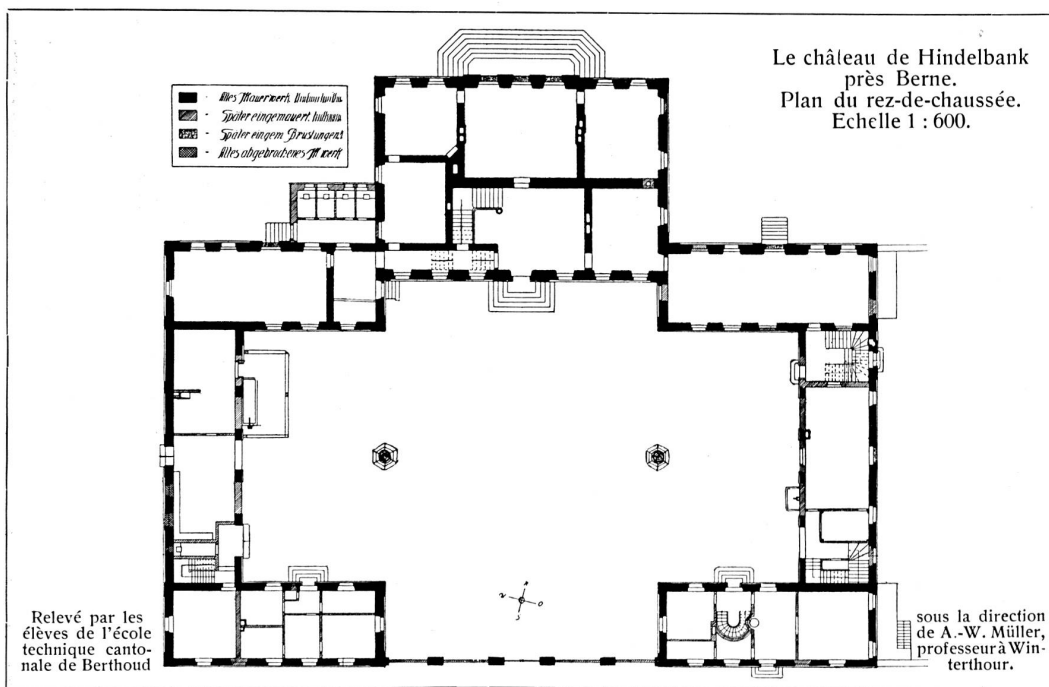 Le château de Hindelbank
près Berne.
Plan du rez-de-chaussée.
Echelle 1 : 600.
- Altes Mauerwerk
- Später eingemauert
- Später eingem Brüstungen
- Altes abgebrochenes M'werk
N O
Relevé par les
élèves de l'école
technique canto-
nale de Berthoud
sous la direction
de A.-W. Müller,
professeur à Win-
terthour.